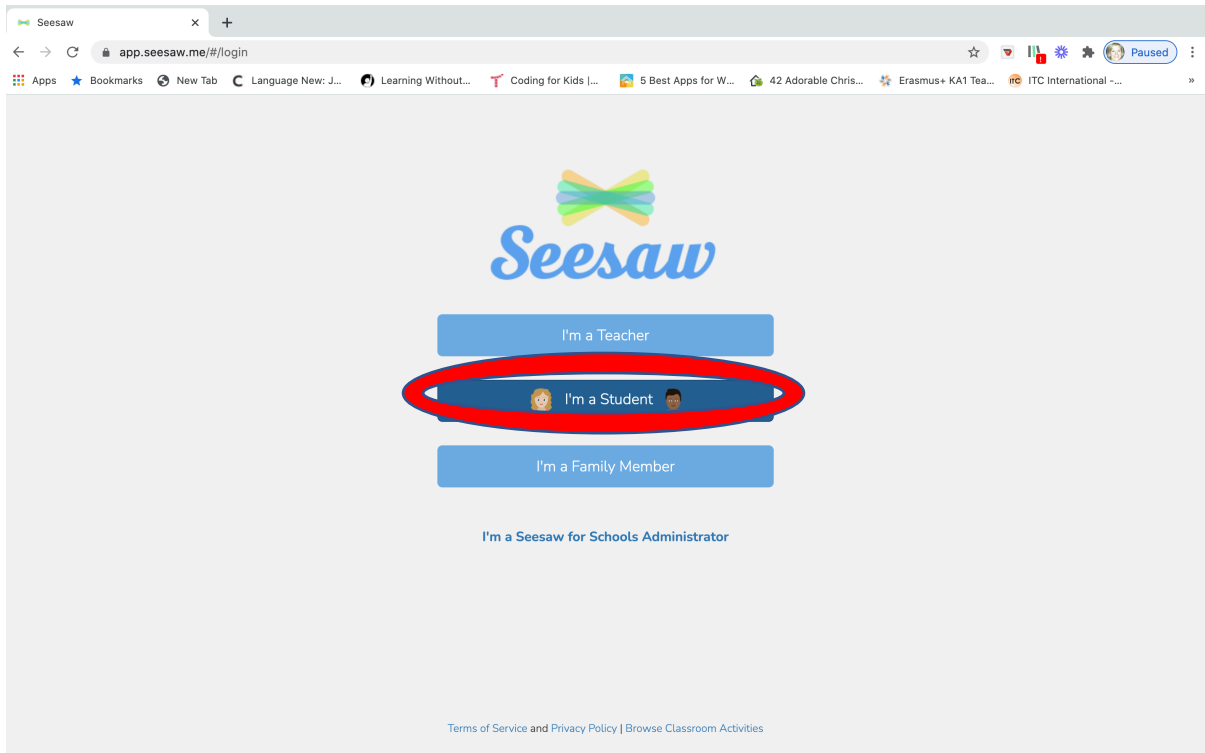 Seesaw
app.seesaw.me/#/login
Paused
Apps Bookmarks New Tab Language New: J... Learning Without... Coding for Kids |... 5 Best Apps for W... 42 Adorable Chris... Erasmus+ KA1 Tea... ITC International -... »
Seesaw
I'm a Teacher
I'm a Student
I'm a Family Member
I'm a Seesaw for Schools Administrator
Terms of Service and Privacy Policy | Browse Classroom Activities